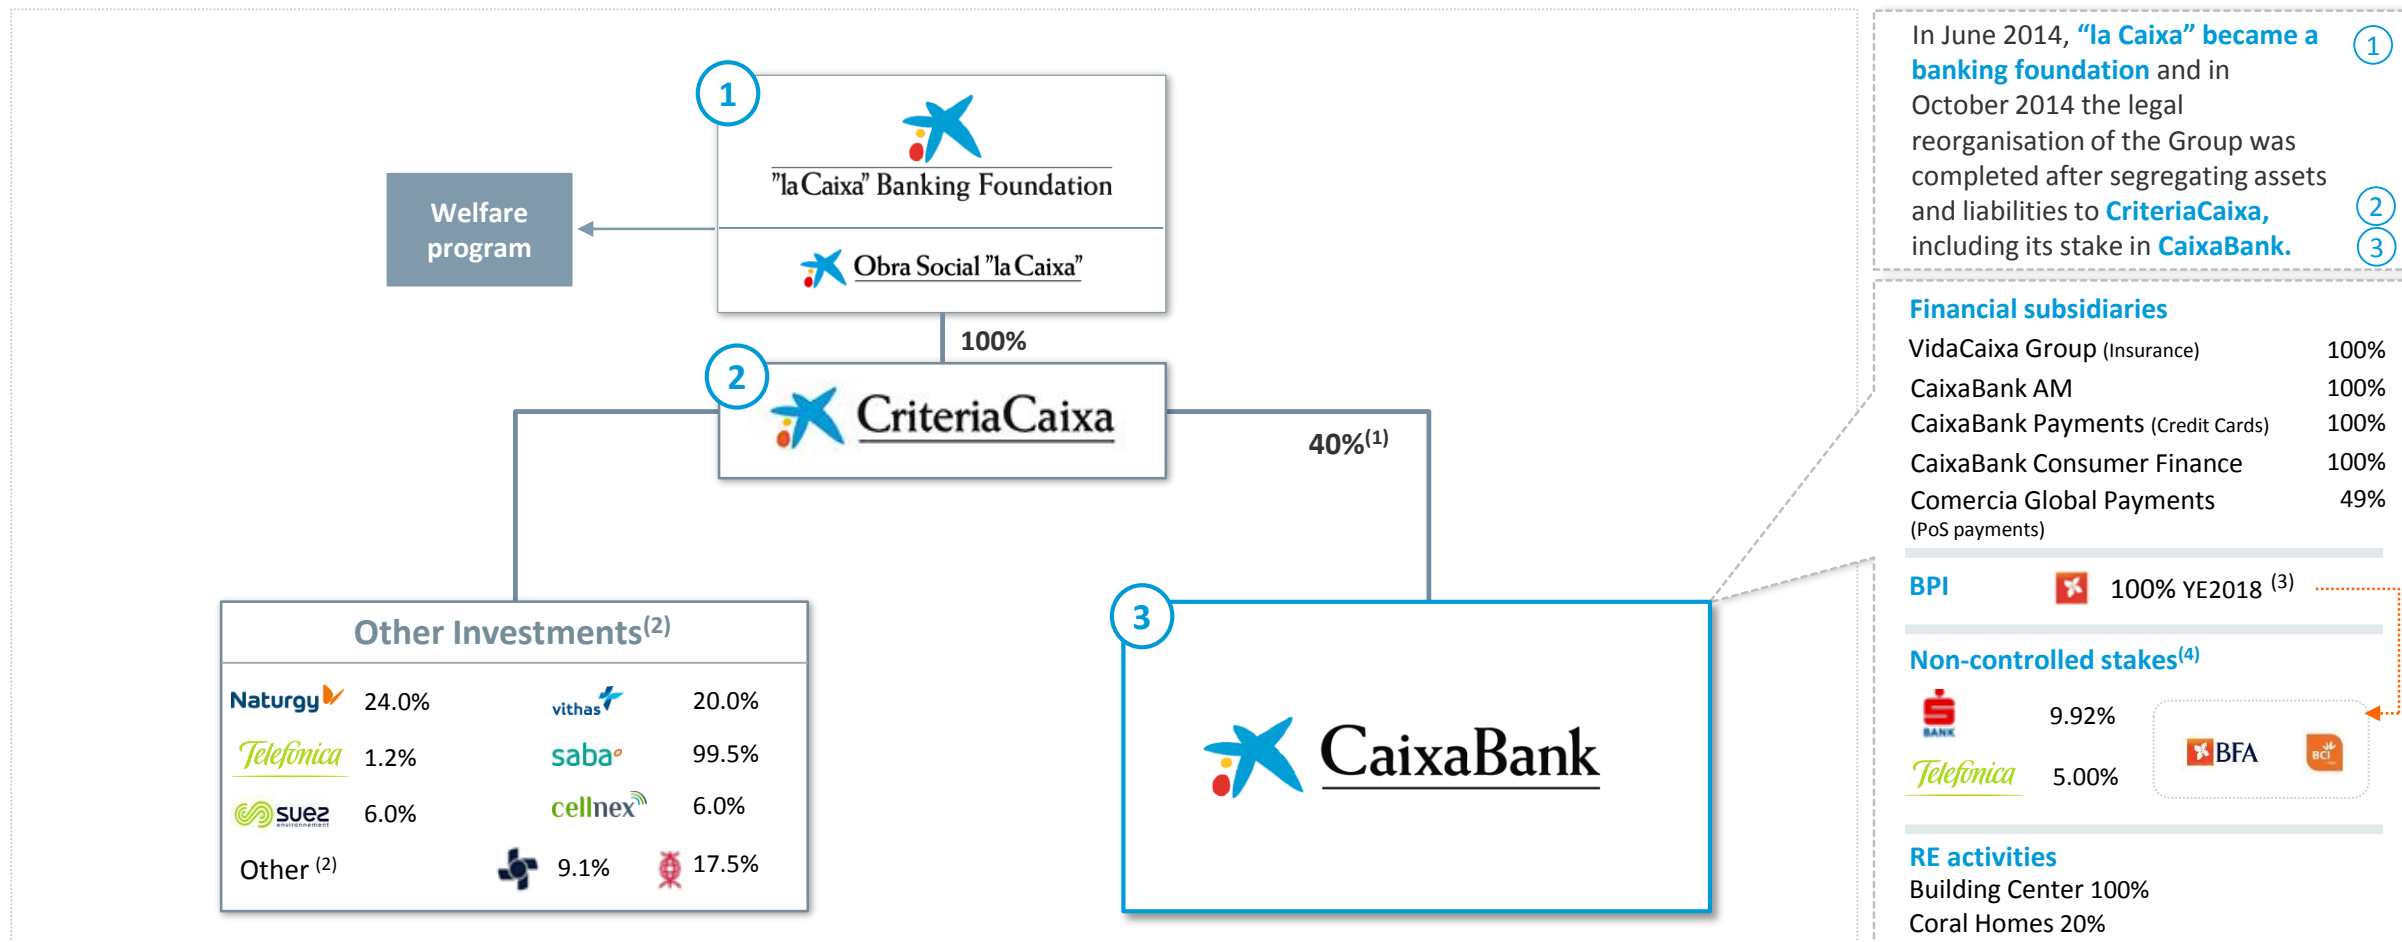 1
"la Caixa" Banking Foundation
Welfare
program
Obra Social "la Caixa"
100%
2
CriteriaCaixa
40%(1)
Other Investments(2)
Naturgy 24.0% vithas 20.0%
Telefónica 1.2% saba 99.5%
suez environnement 6.0% cellnex 6.0%
Other (2) 9.1% 17.5%
3
CaixaBank
In June 2014, “la Caixa” became a 1
banking foundation and in
October 2014 the legal
reorganisation of the Group was
completed after segregating assets
and liabilities to CriteriaCaixa, 2
including its stake in CaixaBank. 3
Financial subsidiaries
VidaCaixa Group (Insurance) 100%
CaixaBank AM 100%
CaixaBank Payments (Credit Cards) 100%
CaixaBank Consumer Finance 100%
Comercia Global Payments 49%
(PoS payments)
BPI 100% YE2018 (3)
Non-controlled stakes(4)
BANK 9.92%
BFA BCI
Telefónica 5.00%
RE activities
Building Center 100%
Coral Homes 20%